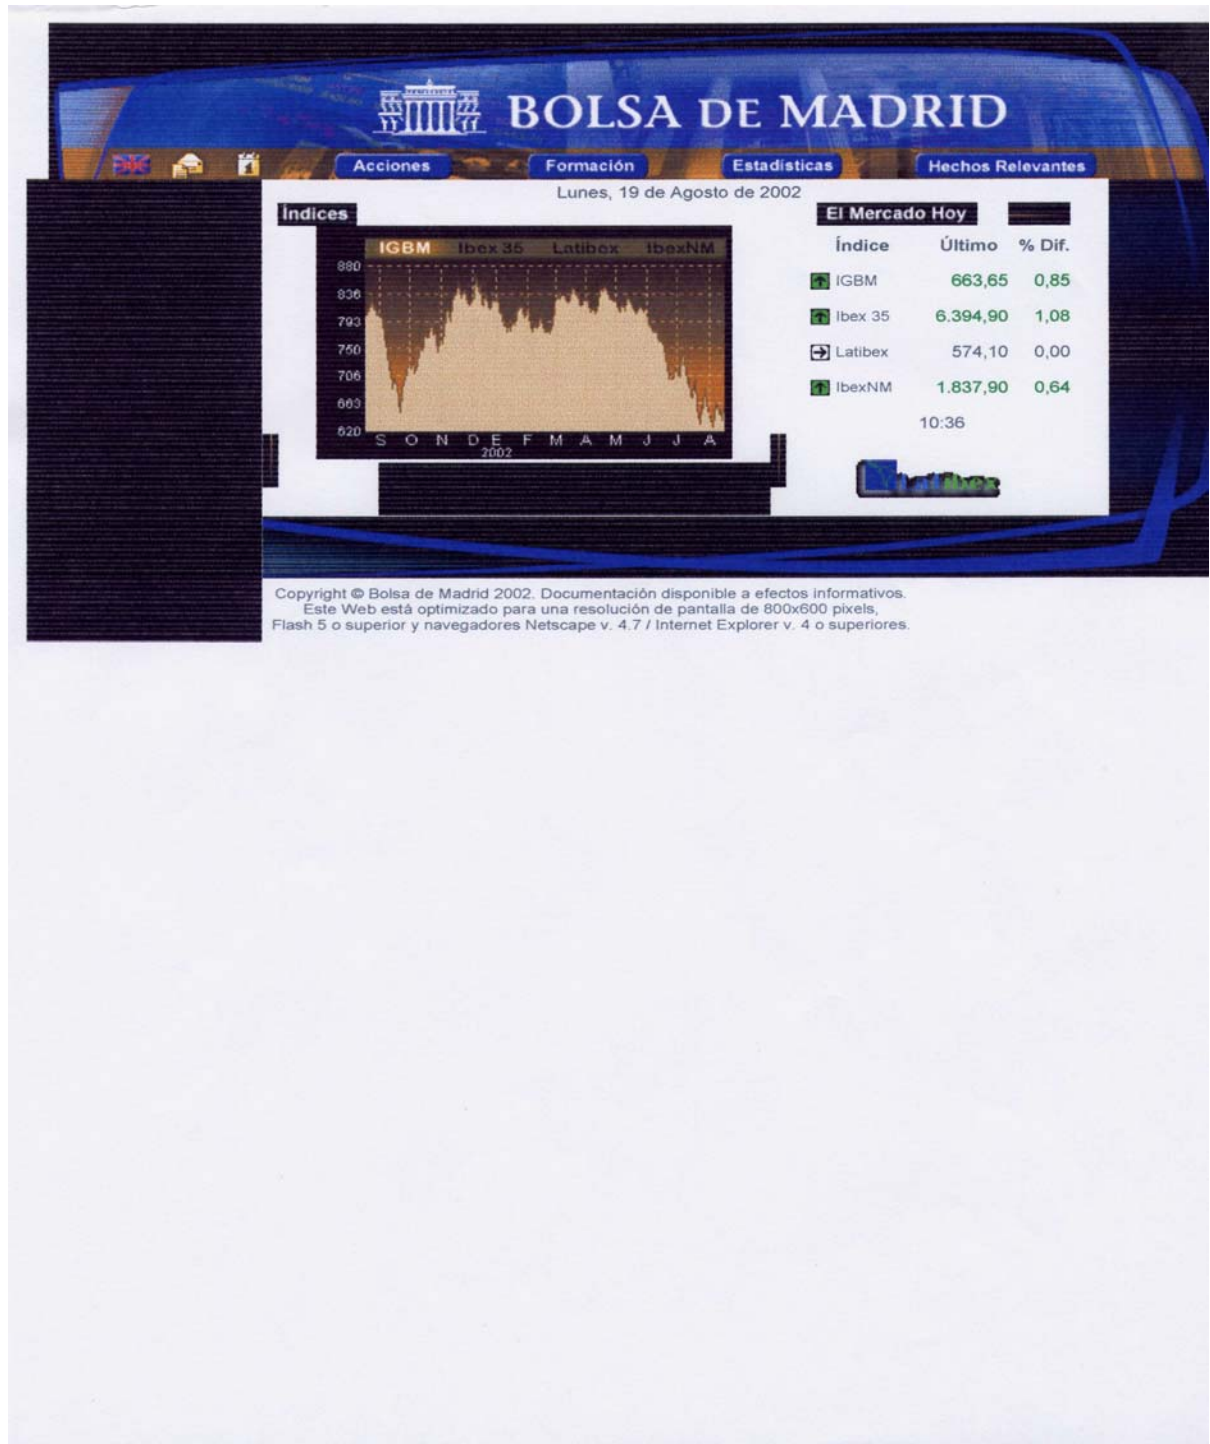 BOLSA DE MADRID
Acciones Formación Estadísticas Hechos Relevantes
Lunes, 19 de Agosto de 2002
Índices
IGBM Ibex 35 Latibex IbexNM
880
836
793
750
706
663
620
S O N D E F M A M J J A
2002
El Mercado Hoy
Índice Último % Dif.
IGBM 663,65 0,85
Ibex 35 6.394,90 1,08
Latibex 574,10 0,00
IbexNM 1.837,90 0,64
10:36
Latibex
Copyright © Bolsa de Madrid 2002. Documentación disponible a efectos informativos.
Este Web está optimizado para una resolución de pantalla de 800x600 pixels,
Flash 5 o superior y navegadores Netscape v. 4.7 / Internet Explorer v. 4 o superiores.